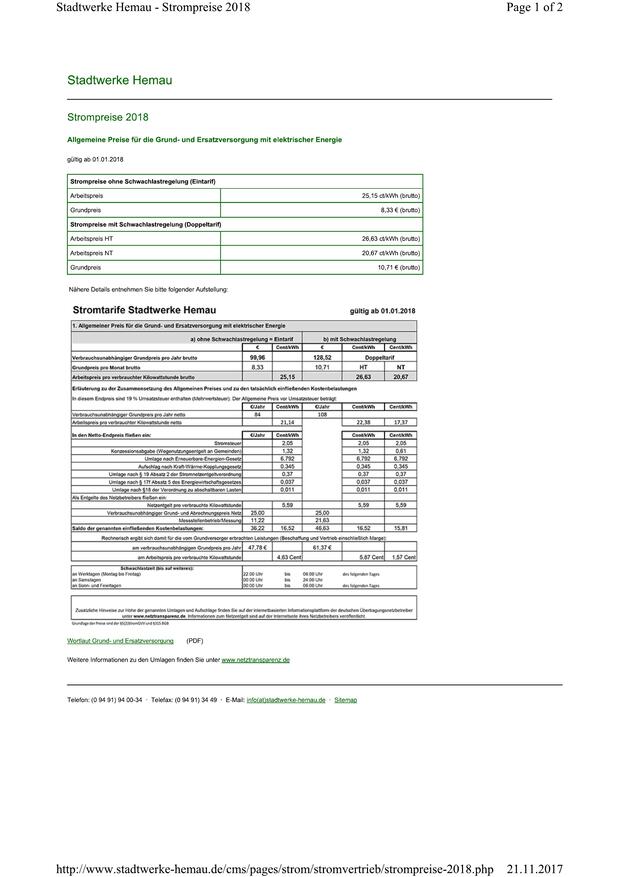 Stadtwerke Hemau - Strompreise 2018 Page 1 of 2
Stadtwerke Hemau
Strompreise 2018
Allgemeine Preise für die Grund- und Ersatzversorgung mit elektrischer Energie
gültig ab 01.01.2018
Strompreise ohne Schwachlastregelung (Eintarif)
Arbeitspreis 25,15 ct/kWh (brutto)
Grundpreis 8,33 € (brutto)
Strompreise mit Schwachlastregelung (Doppeltarif)
Arbeitspreis HT 26,63 ct/kWh (brutto)
Arbeitspreis NT 20,67 ct/kWh (brutto)
Grundpreis 10,71 € (brutto)
Nähere Details entnehmen Sie bitte folgender Aufstellung:
Stromtarife Stadtwerke Hemau gültig ab 01.01.2018
1. Allgemeiner Preis für die Grund- und Ersatzversorgung mit elektrischer Energie
a) ohne Schwachlastregelung = Eintarif b) mit Schwachlastregelung
€ Cent/kWh € Cent/kWh Cent/kWh
Verbrauchsunabhängiger Grundpreis pro Jahr brutto 99,96 128,52 Doppeltarif
Grundpreis pro Monat brutto 8,33 10,71 HT NT
Arbeitspreis pro verbrauchter Kilowattstunde brutto 25,15 26,63 20,67
Erläuterung zu der Zusammensetzung des Allgemeinen Preises und zu den tatsächlich einfließenden Kostenbelastungen
In diesem Endpreis sind 19 % Umsatzsteuer enthalten (Mehrwertsteuer). Der Allgemeine Preis vor Umsatzsteuer beträgt:
€/Jahr Cent/kWh €/Jahr Cent/kWh Cent/kWh
Verbrauchsunabhängiger Grundpreis pro Jahr netto 84 108
Arbeitspreis pro verbrauchter Kilowattstunde netto 21,14 22,38 17,37
In den Netto-Endpreis fließen ein: €/Jahr Cent/kWh €/Jahr Cent/kWh Cent/kWh
Stromsteuer 2,05 2,05 2,05
Konzessionsabgabe (Wegenutzungsentgelt an Gemeinden) 1,32 1,32 0,61
Umlage nach Erneuerbare-Energien-Gesetz 6,792 6,792 6,792
Aufschlag nach Kraft-Wärme-Kopplungsgesetz 0,345 0,345 0,345
Umlage nach § 19 Absatz 2 der Stromnetzentgeltverordnung 0,37 0,37 0,37
Umlage nach § 17f Absatz 5 des Energiewirtschaftsgesetzes 0,037 0,037 0,037
Umlage nach §18 der Verordnung zu abschaltbaren Lasten 0,011 0,011 0,011
Als Entgelte des Netzbetreibers fließen ein:
Netzentgelt pro verbrauchte Kilowattstunde 5,59 5,59 5,59
Verbrauchsunabhängiger Grund- und Abrechnungspreis Netz 25,00 25,00
Messstellenbetrieb/Messung 11,22 21,63
Saldo der genannten einfließenden Kostenbelastungen: 36,22 16,52 46,63 16,52 15,81
Rechnerisch ergibt sich damit für die vom Grundversorger erbrachten Leistungen (Beschaffung und Vertrieb einschließlich Marge):
am verbrauchsunabhängigen Grundpreis pro Jahr 47,78 € 61,37 €
am Arbeitspreis pro verbrauchte Kilowattstunde 4,63 Cent 5,87 Cent 1,57 Cent
Schwachlastzeit (bis auf weiteres):
an Werktagen (Montag bis Freitag) 22:00 Uhr bis 06:00 Uhr des folgenden Tages
an Samstagen 00:00 Uhr bis 24:00 Uhr
an Sonn- und Feiertagen 00:00 Uhr bis 06:00 Uhr des folgenden Tages
Zusätzliche Hinweise zur Höhe der genannten Umlagen und Aufschläge finden Sie auf der internetbasierten Informationsplattform der deutschen Übertragungsnetzbetreiber
unter www.netztransparenz.de. Informationen zum Netzentgelt sind auf der Internetseite Ihres Netzbetreibers veröffentlicht.
Grundlage der Preise sind der
Wortlaut Grund- und Ersatzversorgung (PDF)
Weitere Informationen zu den Umlagen finden Sie unter www.netztransparenz.de
Telefon: (0 94 91) 94 00-34 · Telefax: (0 94 91) 34 49 · E-Mail: info(at)stadtwerke-hemau.de · Sitemap
http://www.stadtwerke-hemau.de/cms/pages/strom/stromvertrieb/strompreise-2018.php 21.11.2017